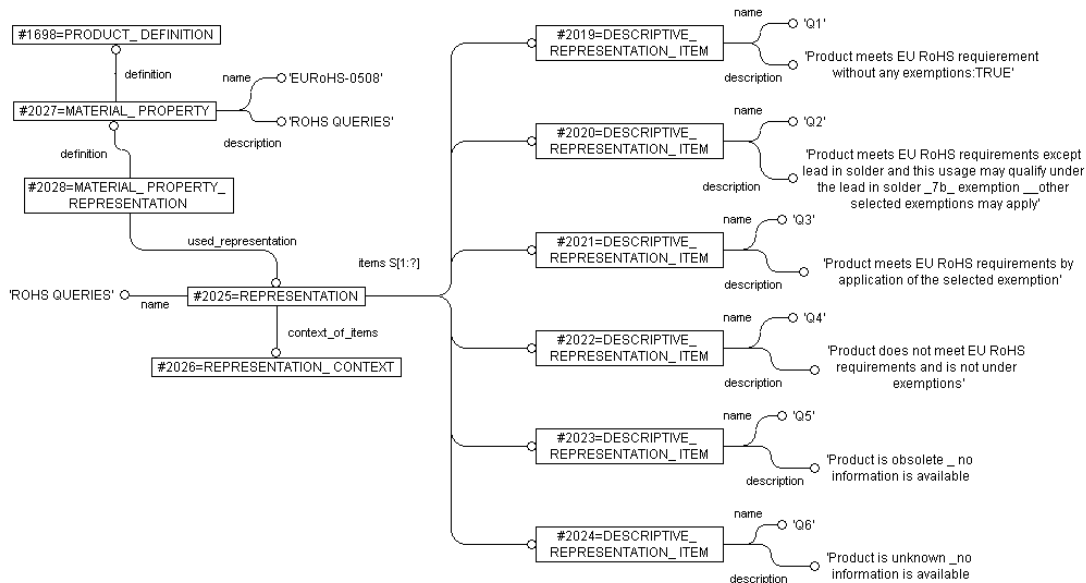 #1698=PRODUCT_ DEFINITION
definition
#2027=MATERIAL_ PROPERTY
name
'EURoHS-0508'
'ROHS QUERIES'
description
definition
#2028=MATERIAL_ PROPERTY_
REPRESENTATION
used_representation
items S[1:?]
'ROHS QUERIES'
name
#2025=REPRESENTATION
context_of_items
#2026=REPRESENTATION_ CONTEXT
#2019=DESCRIPTIVE_
REPRESENTATION_ ITEM
name
'Q1'
description
'Product meets EU RoHS requierement
without any exemptions:TRUE'
#2020=DESCRIPTIVE_
REPRESENTATION_ ITEM
name
'Q2'
description
'Product meets EU RoHS requirements except
lead in solder and this usage may qualify under
the lead in solder _7b_ exemption __other
selected exemptions may apply'
#2021=DESCRIPTIVE_
REPRESENTATION_ ITEM
name
'Q3'
description
'Product meets EU RoHS requirements by
application of the selected exemption'
#2022=DESCRIPTIVE_
REPRESENTATION_ ITEM
name
'Q4'
description
'Product does not meet EU RoHS
requirements and is not under
exemptions'
#2023=DESCRIPTIVE_
REPRESENTATION_ ITEM
name
'Q5'
description
'Product is obsolete _ no
information is available
#2024=DESCRIPTIVE_
REPRESENTATION_ ITEM
name
'Q6'
description
'Product is unknown _no
information is available